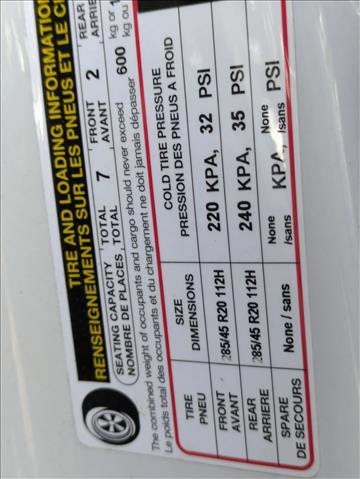 TIRE AND LOADING INFORMATION
RENSEIGNEMENTS SUR LES PNEUS ET LE
SEATING CAPACITY TOTAL 7 FRONT 2 REAR
NOMBRE DE PLACES, TOTAL AVANT
The combined weight of occupants and cargo should never exceed 600 kg or
Le poids total des occupants et du chargement ne doit jamais dépasser kg ou
TIRE SIZE COLD TIRE PRESSURE
PNEU DIMENSIONS PRESSION DES PNEUS A FROID
FRONT 285/45 R20 112H 220 KPA, 32 PSI
AVANT
REAR 285/45 R20 112H 240 KPA, 35 PSI
ARRIERE
SPARE None / sans None KPA, None PSI
DE SECOURS /sans /sans